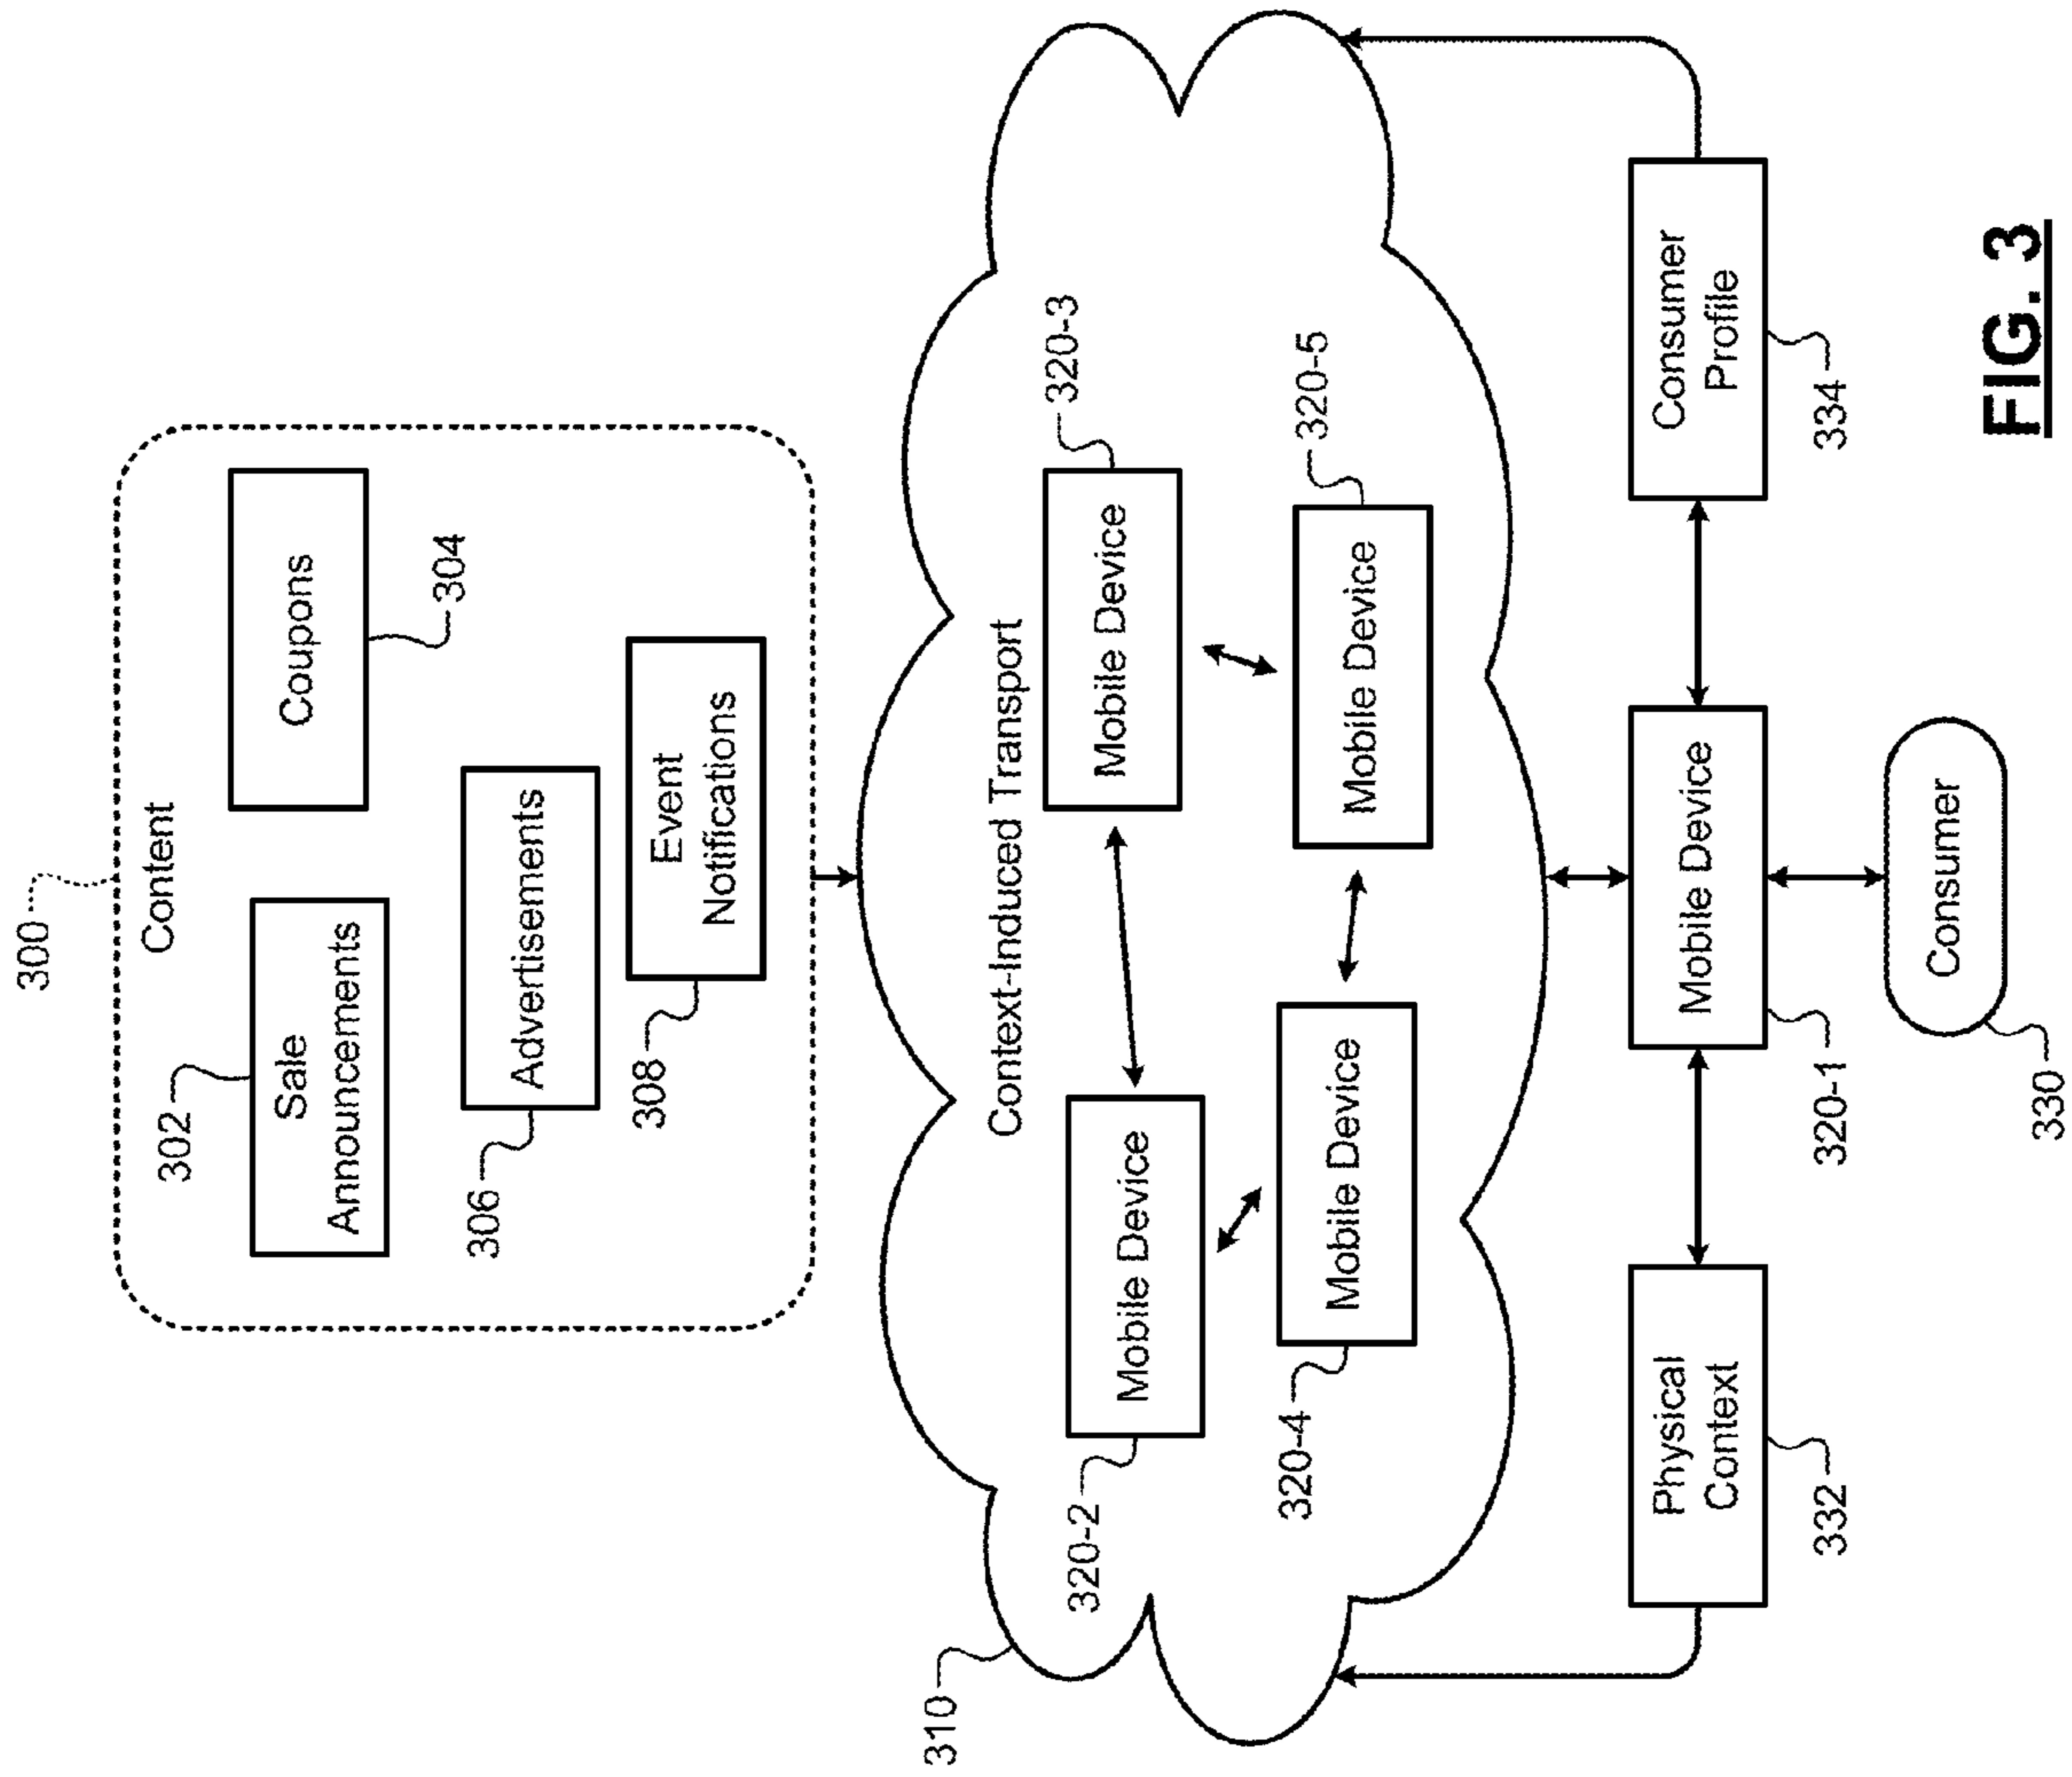 300
Content
302
Sale
Announcements
Coupons
304
306
Advertisements
308
Event
Notifications
310
Context-Induced Transport
320-2
Mobile Device
Mobile Device
320-3
320-4
Mobile Device
Mobile Device
320-5
Physical
Context
332
Mobile Device
320-1
Consumer
Profile
334
Consumer
330
FIG. 3